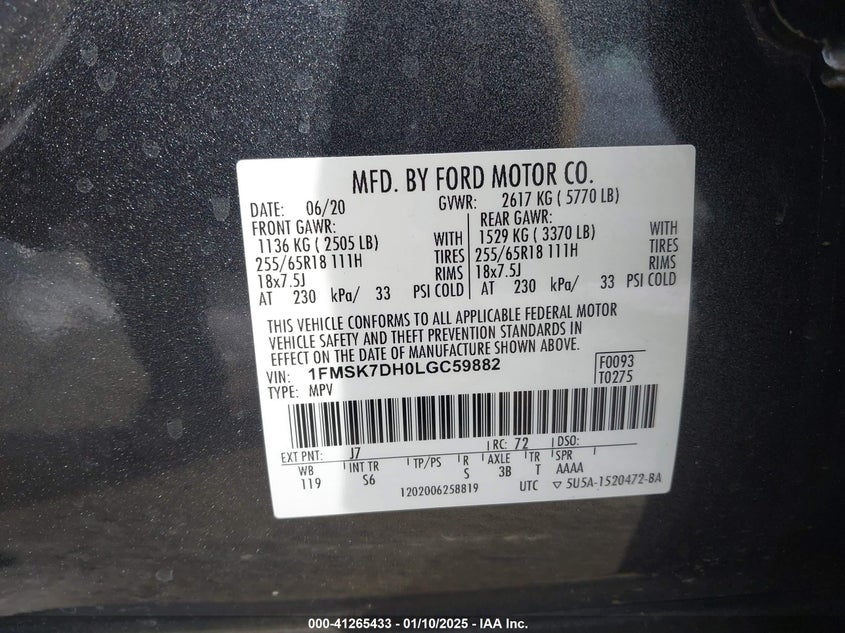 MFD. BY FORD MOTOR CO.
DATE: 06/20 GVWR: 2617 KG ( 5770 LB)
FRONT GAWR: REAR GAWR:
1136 KG ( 2505 LB) WITH 1529 KG ( 3370 LB) WITH
255/65R18 111H TIRES 255/65R18 111H TIRES
18x7.5J RIMS 18x7.5J RIMS
AT 230 kPa/ 33 PSI COLD AT 230 kPa/ 33 PSI COLD
THIS VEHICLE CONFORMS TO ALL APPLICABLE FEDERAL MOTOR
VEHICLE SAFETY AND THEFT PREVENTION STANDARDS IN
EFFECT ON THE DATE OF MANUFACTURE SHOWN ABOVE.
VIN: 1FMSK7DH0LGC59882 F0093
TYPE: MPV T0275
EXT PNT: J7 RC: 72 DSO:
WB INT TR TP/PS R AXLE TR SPR
119 S6 S 3B T AAAA
1202006258819 UTC ▽ 5U5A-1520472-BA
000-41265433 - 01/10/2025 - IAA Inc.